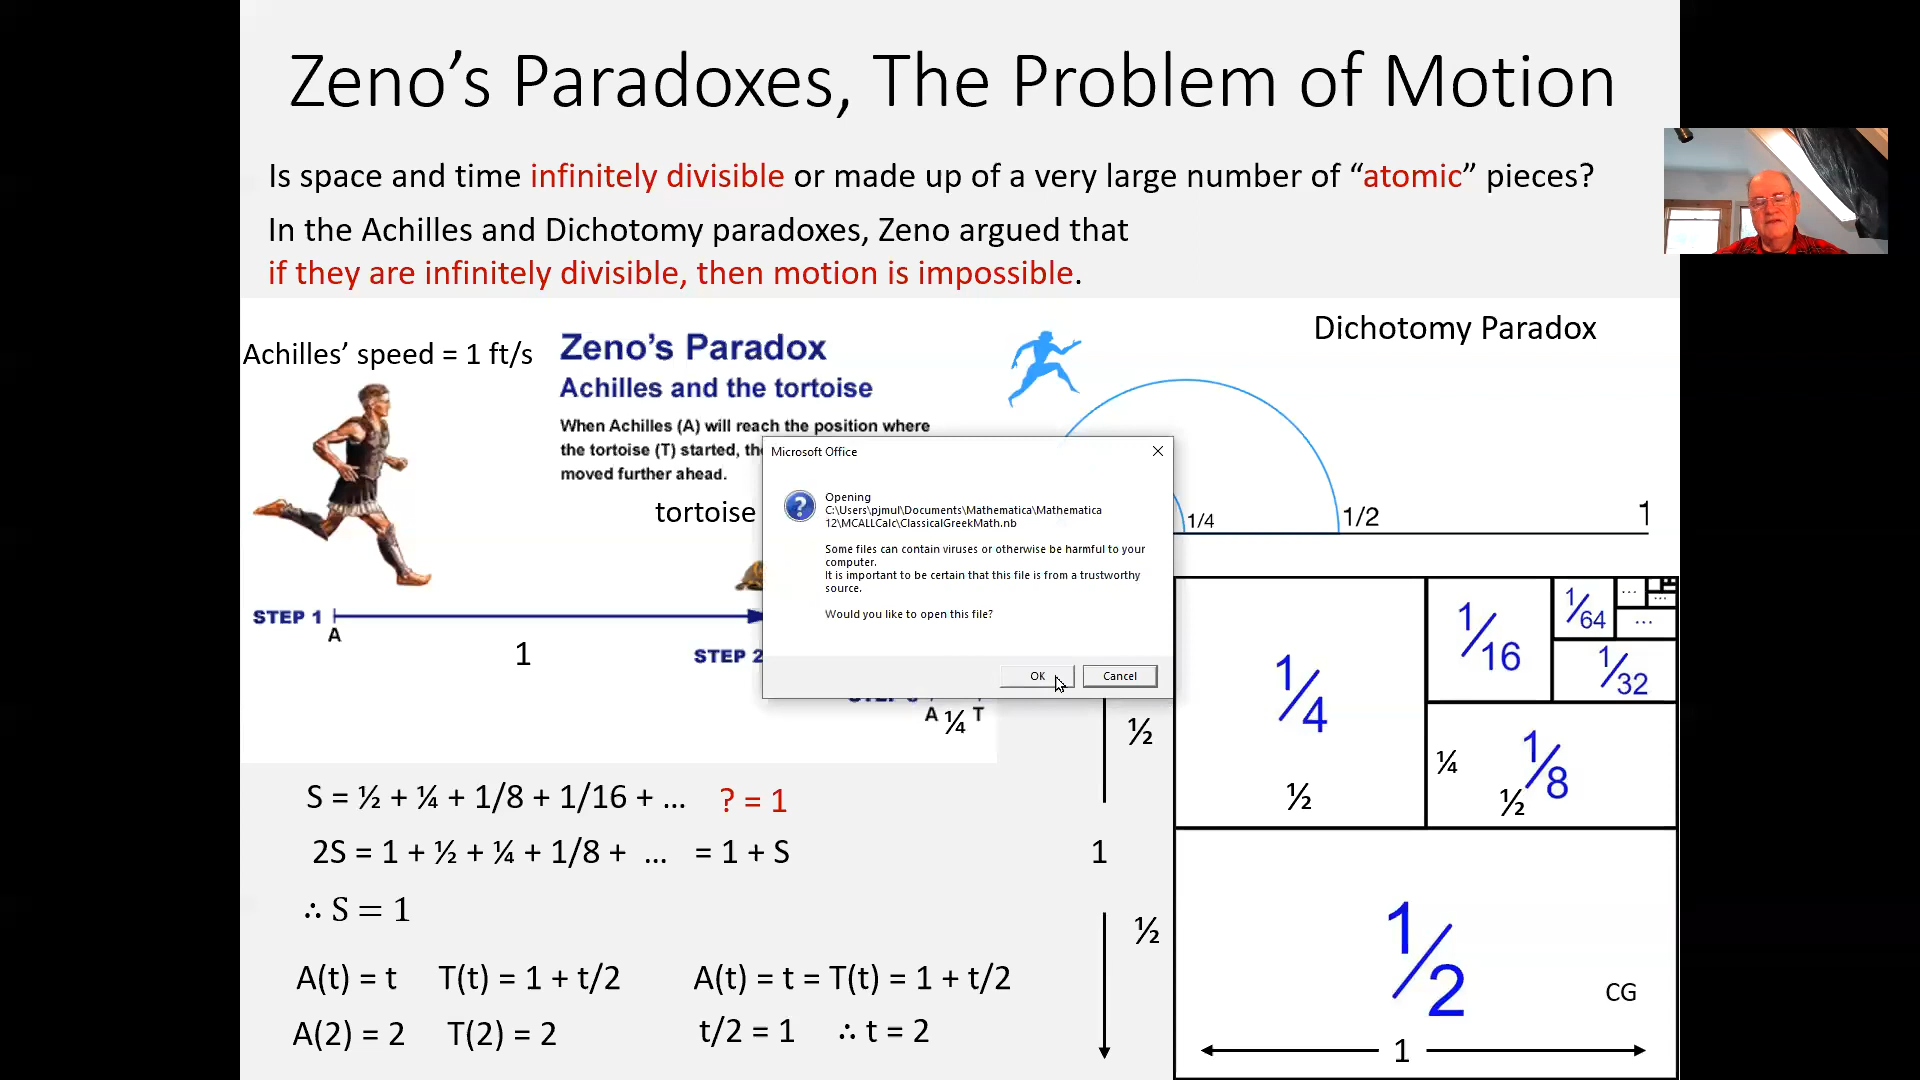 Zeno’s Paradoxes, The Problem of Motion
Is space and time infinitely divisible or made up of a very large number of “atomic” pieces?
In the Achilles and Dichotomy paradoxes, Zeno argued that
if they are infinitely divisible, then motion is impossible.
Achilles’ speed = 1 ft/s
Zeno’s Paradox
Achilles and the tortoise
When Achilles (A) will reach the position where
the tortoise (T) started, th
moved further ahead.
tortoise
STEP 1
A
1
STEP 2
A ¼ T
Dichotomy Paradox
1/4
1/2
1
Microsoft Office
Opening
C:\Users\pjmul\Documents\Mathematica\Mathematica
12\MCALLCalc\ClassicalGreekMath.nb
Some files can contain viruses or otherwise be harmful to your
computer.
It is important to be certain that this file is from a trustworthy
source.
Would you like to open this file?
OK
Cancel
S = ½ + ¼ + 1/8 + 1/16 + ... ? = 1
2S = 1 + ½ + ¼ + 1/8 + ... = 1 + S
∴ S = 1
A(t) = t T(t) = 1 + t/2 A(t) = t = T(t) = 1 + t/2
A(2) = 2 T(2) = 2 t/2 = 1 ∴ t = 2
½
1
½
1/4
½
1/16
1/64
...
...
...
1/32
¼
1/8
½
1/2
CG
1